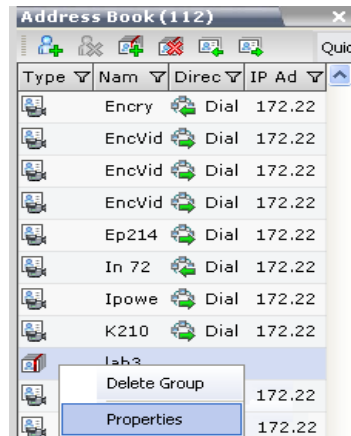 Address Book (112)
Quic
Type Nam Direc IP Ad
Encry Dial 172.22
EncVid Dial 172.22
EncVid Dial 172.22
EncVid Dial 172.22
Ep214 Dial 172.22
In 72 Dial 172.22
Ipowe Dial 172.22
K210 Dial 172.22
lab3
Delete Group
172.22
Properties
172.22